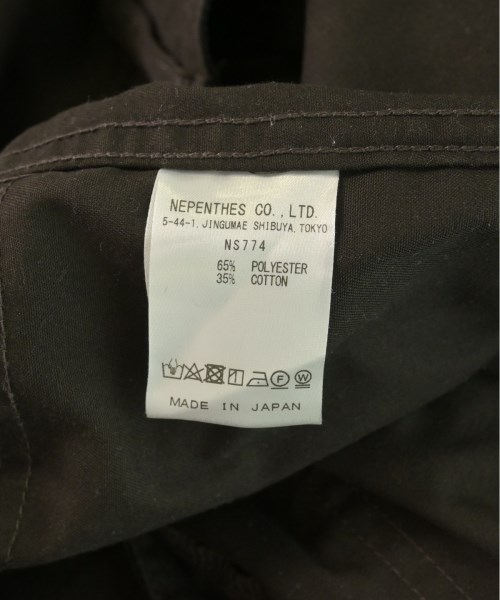 NEPENTHES CO.,LTD.
5-44-1, JINGUMAE SHIBUYA, TOKYO
NS774
65% POLYESTER
35% COTTON
F W
MADE IN JAPAN